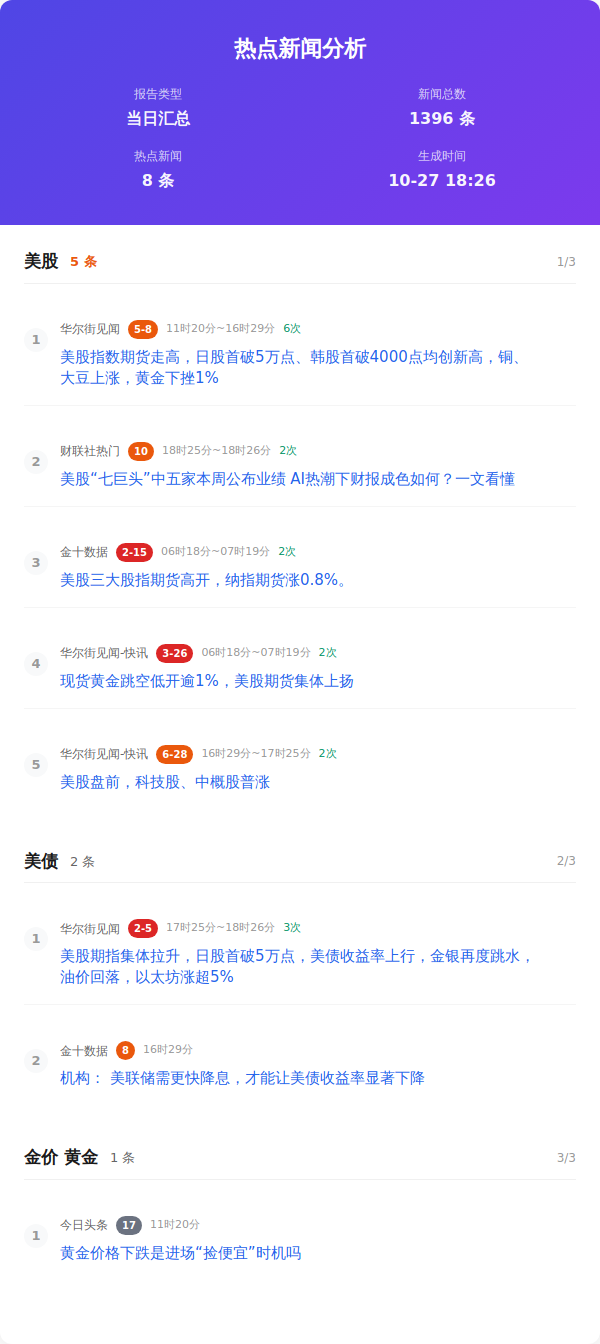 热点新闻分析
报告类型
新闻总数
当日汇总
1396 条
热点新闻
生成时间
8 条
10-27 18:26
美股 5 条 1/3
1 华尔街见闻 5-8 11时20分~16时29分 6次
美股指数期货走高，日股首破5万点、韩股首破4000点均创新高，铜、
大豆上涨，黄金下挫1%
2 财联社热门 10 18时25分~18时26分 2次
美股“七巨头”中五家本周公布业绩 AI热潮下财报成色如何？一文看懂
3 金十数据 2-15 06时18分~07时19分 2次
美股三大股指期货高开，纳指期货涨0.8%。
4 华尔街见闻-快讯 3-26 06时18分~07时19分 2次
现货黄金跳空低开逾1%，美股期货集体上扬
5 华尔街见闻-快讯 6-28 16时29分~17时25分 2次
美股盘前，科技股、中概股普涨
美债 2 条 2/3
1 华尔街见闻 2-5 17时25分~18时26分 3次
美股期指集体拉升，日股首破5万点，美债收益率上行，金银再度跳水，
油价回落，以太坊涨超5%
2 金十数据 8 16时29分
机构： 美联储需更快降息，才能让美债收益率显著下降
金价 黄金 1 条 3/3
1 今日头条 17 11时20分
黄金价格下跌是进场“捡便宜”时机吗